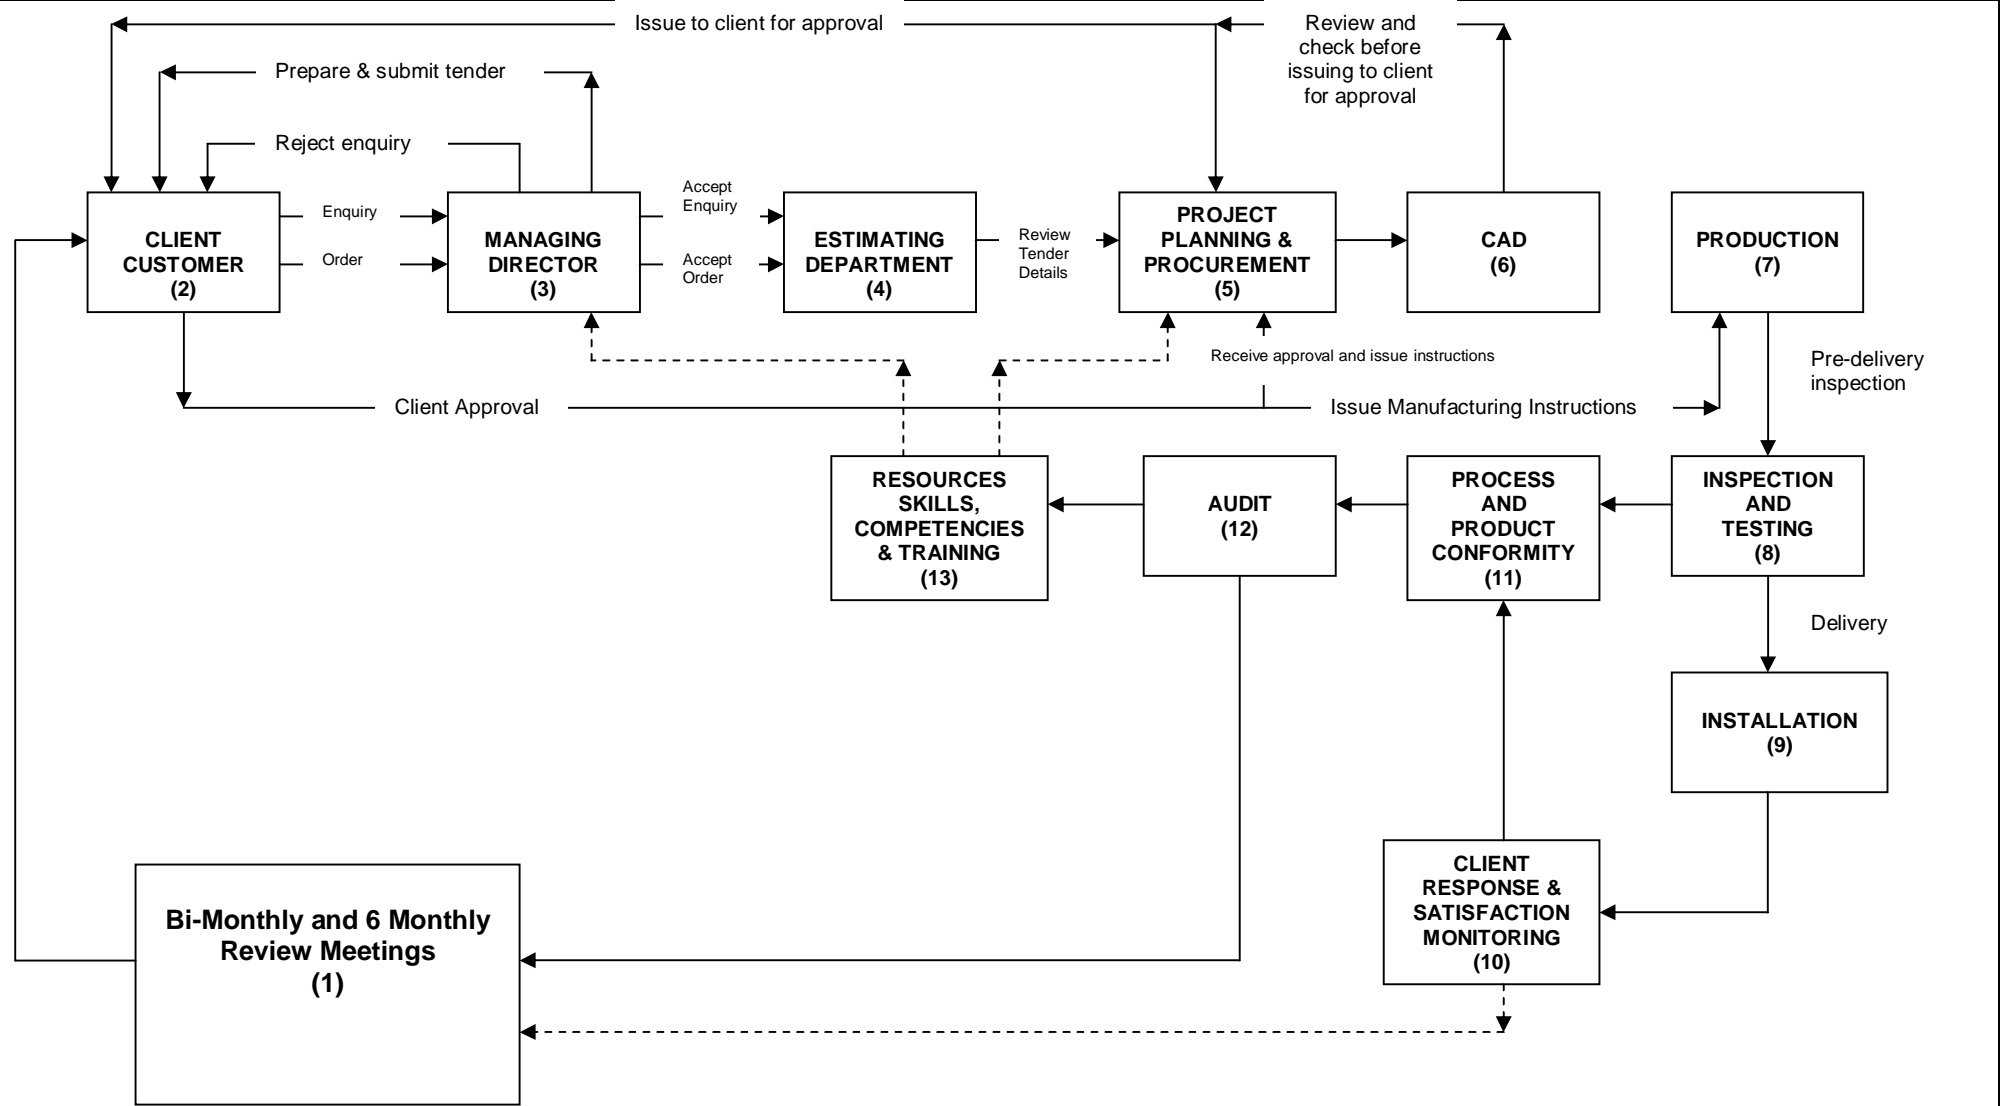 Issue to client for approval
Review and
check before
issuing to client
for approval
Prepare & submit tender
Reject enquiry
CLIENT
CUSTOMER
(2)
Enquiry
Order
MANAGING
DIRECTOR
(3)
Accept
Enquiry
Accept
Order
ESTIMATING
DEPARTMENT
(4)
Review
Tender
Details
PROJECT
PLANNING &
PROCUREMENT
(5)
CAD
(6)
PRODUCTION
(7)
Receive approval and issue instructions
Pre-delivery
inspection
Client Approval
Issue Manufacturing Instructions
RESOURCES
SKILLS,
COMPETENCIES
& TRAINING
(13)
AUDIT
(12)
PROCESS
AND
PRODUCT
CONFORMITY
(11)
INSPECTION
AND
TESTING
(8)
Delivery
INSTALLATION
(9)
CLIENT
RESPONSE &
SATISFACTION
MONITORING
(10)
Bi-Monthly and 6 Monthly
Review Meetings
(1)